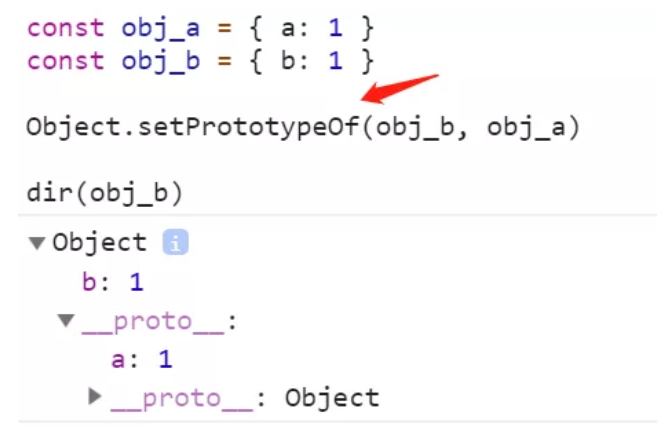 const obj_a = { a: 1 }
const obj_b = { b: 1 }
Object.setPrototypeOf(obj_b, obj_a)
dir(obj_b)
▼Object i
b: 1
▼__proto__:
a: 1
▶__proto__: Object